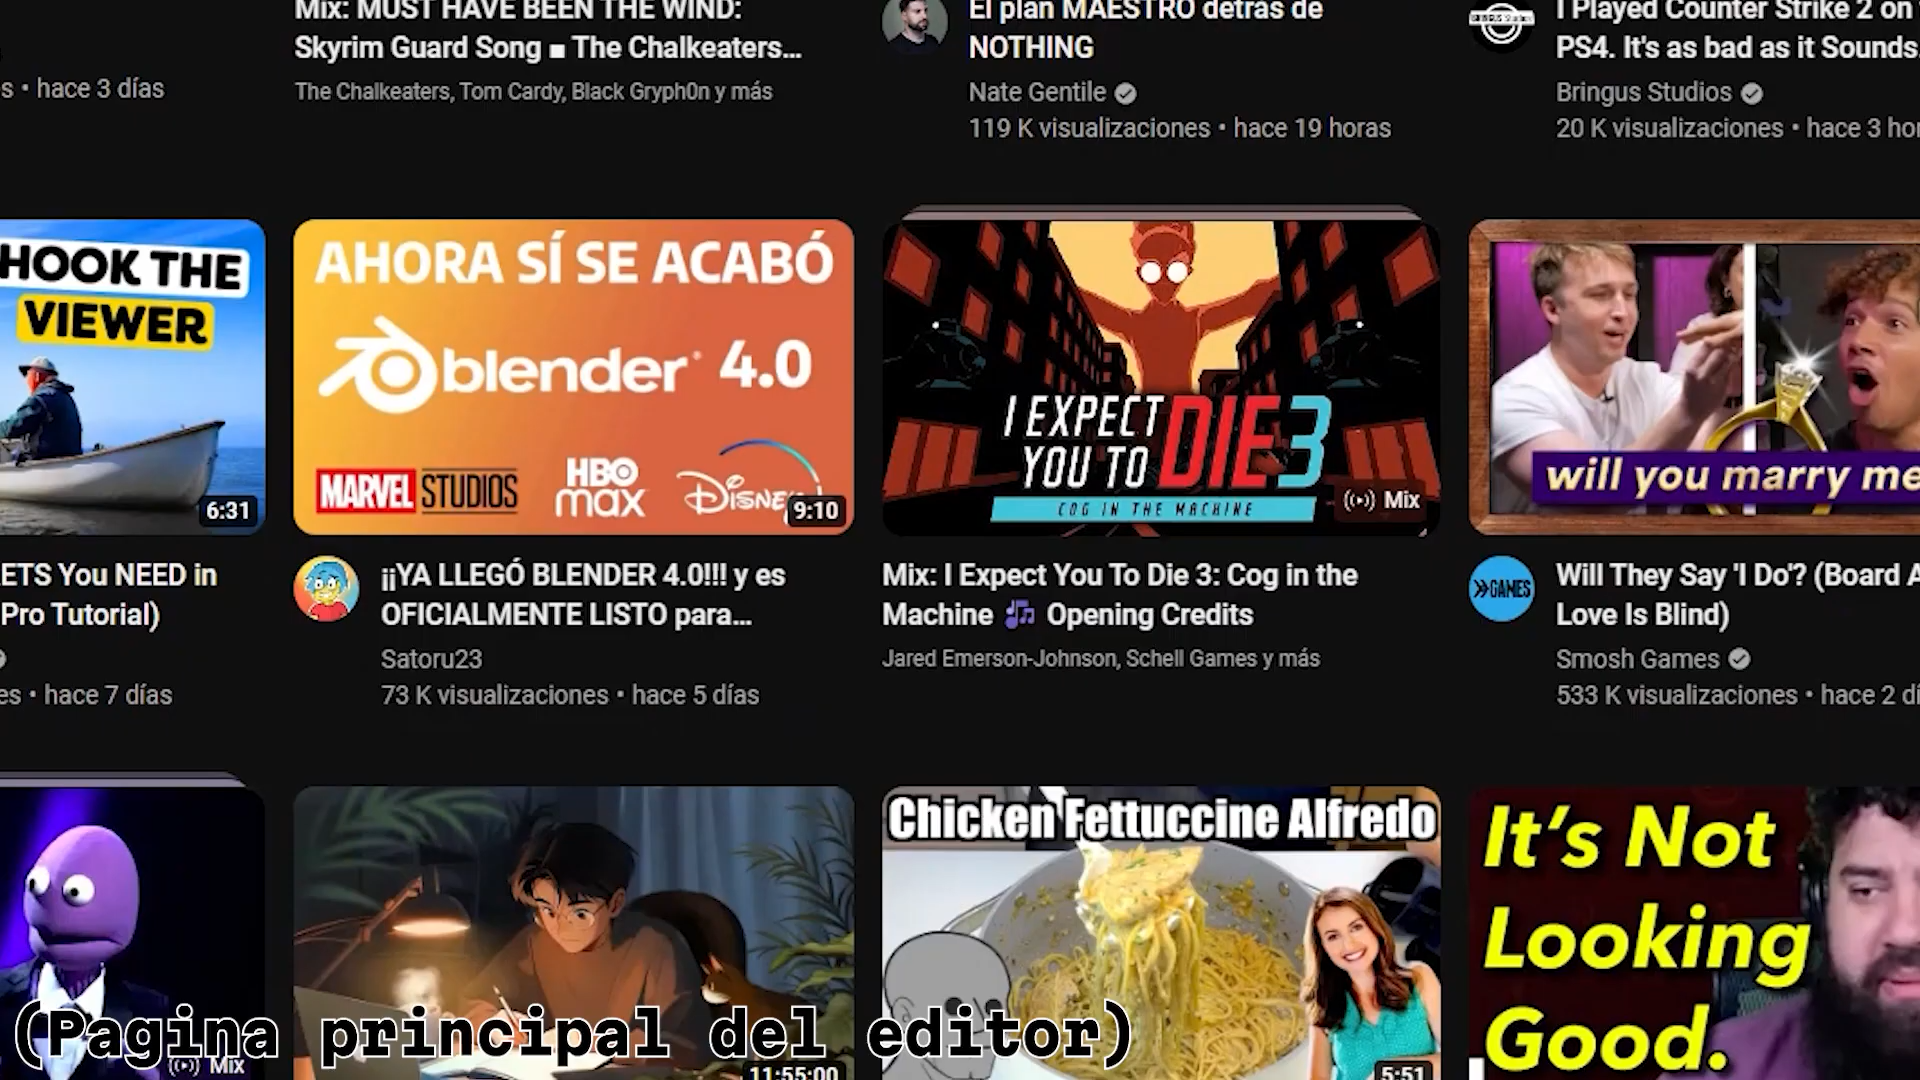 Mix: MUST HAVE BEEN THE WIND:
Skyrim Guard Song ■ The Chalkeaters...
The Chalkeaters, Tom Cardy, Black Gryph0n y más
El plan MAESTRO detrás de
NOTHING
Nate Gentile
119 K visualizaciones • hace 19 horas
I Played Counter Strike 2 on
PS4. It's as bad as it Sounds.
Bringus Studios
20 K visualizaciones • hace 3 hor
s • hace 3 días
HOOK THE
VIEWER
6:31
AHORA SÍ SE ACABÓ
blender 4.0
MARVEL STUDIOS
HBO
max
Disney
9:10
I EXPECT
YOU TO DIE 3
COG IN THE MACHINE
Mix
will you marry me
ETS You NEED in
Pro Tutorial)
es • hace 7 días
¡¡YA LLEGÓ BLENDER 4.0!!! y es
OFICIALMENTE LISTO para...
Satoru23
73 K visualizaciones • hace 5 días
Mix: I Expect You To Die 3: Cog in the
Machine 🎶 Opening Credits
Jared Emerson-Johnson, Schell Games y más
GAMES
Will They Say 'I Do'? (Board A
Love Is Blind)
Smosh Games
533 K visualizaciones • hace 2 dí
Chicken Fettuccine Alfredo
It's Not
Looking
Good.
(Pagina principal del editor)
Mix
11:55:00
5:51